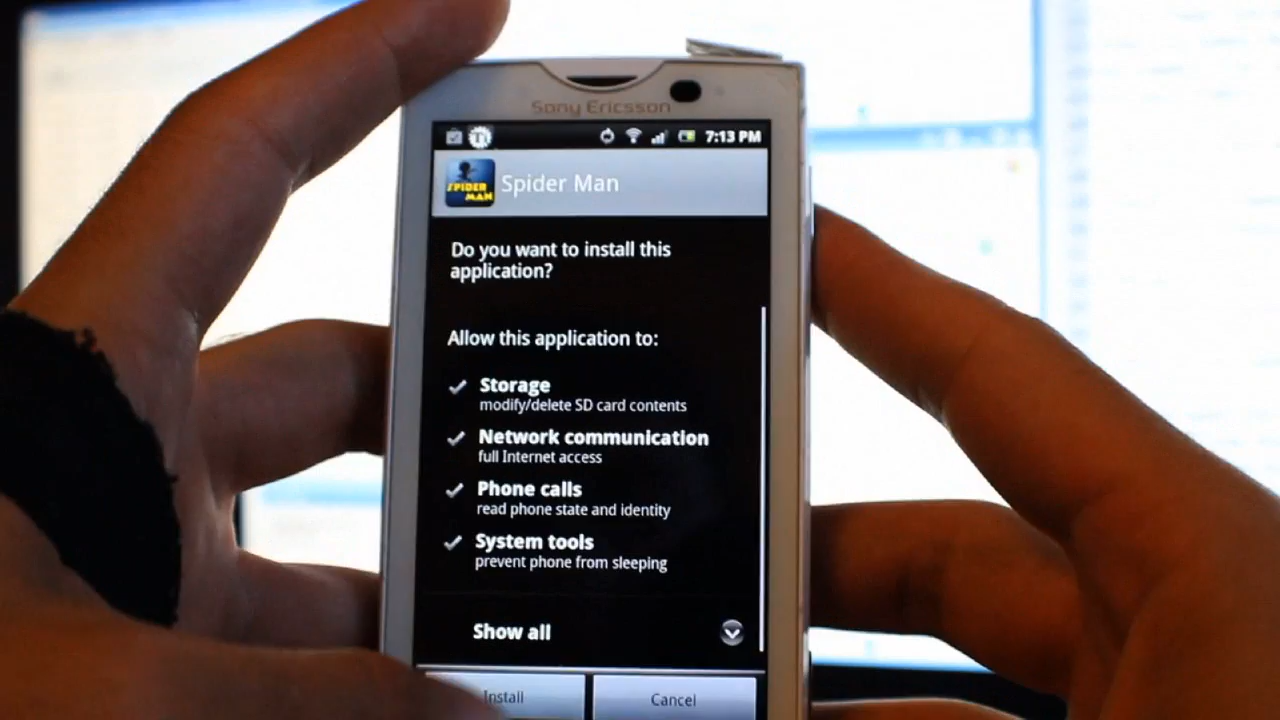 Sony Ericsson
7:13 PM
SPIDER
MAN
Spider Man
Do you want to install this
application?
Allow this application to:
Storage
modify/delete SD card contents
Network communication
full Internet access
Phone calls
read phone state and identity
System tools
prevent phone from sleeping
Show all
Install
Cancel